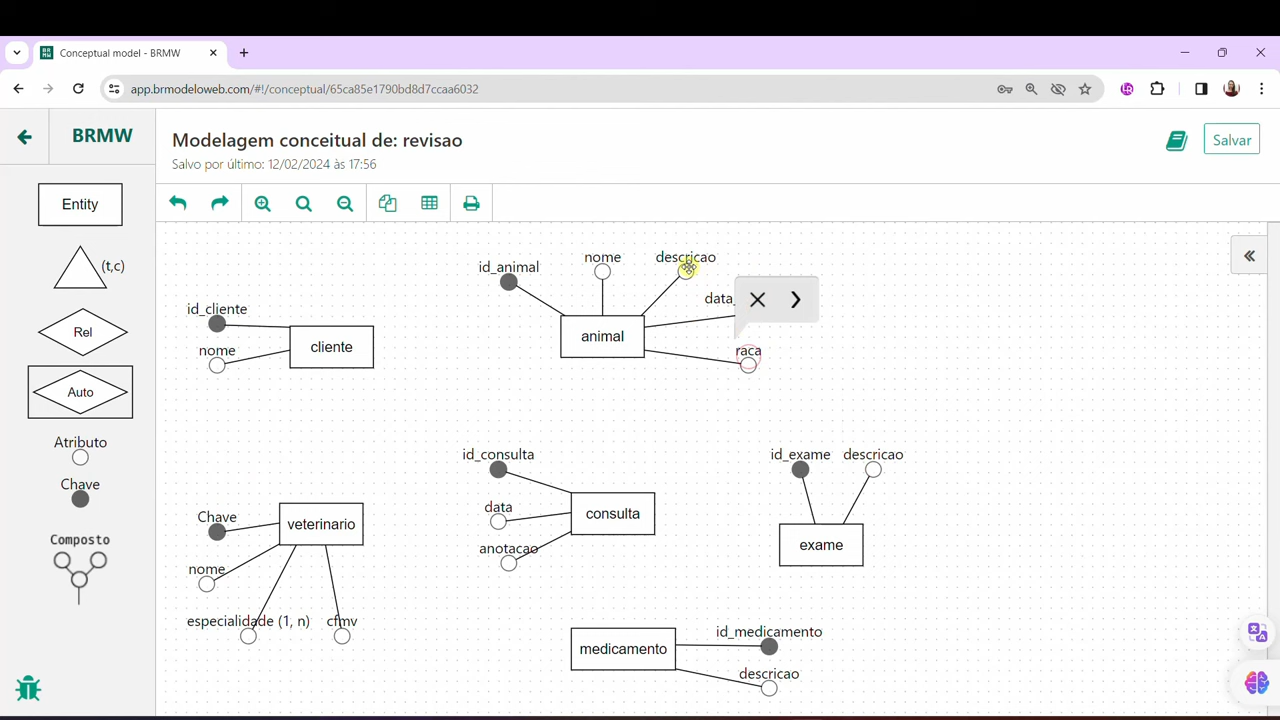 Conceptual model - BRMW
app.brmodeloweb.com/#!/conceptual/65ca85e1790bd8d7ccaa6032
BRMW
Modelagem conceitual de: revisao
Salvo por último: 12/02/2024 às 17:56
Salvar
Entity
(t,c)
Rel
Auto
Atributo
Chave
Composto
id_animal
nome
descricao
data_
animal
raca
id_cliente
nome
cliente
id_consulta
data
anotacao
consulta
id_exame
descricao
exame
Chave
nome
veterinario
especialidade (1, n)
cfmv
medicamento
id_medicamento
descricao